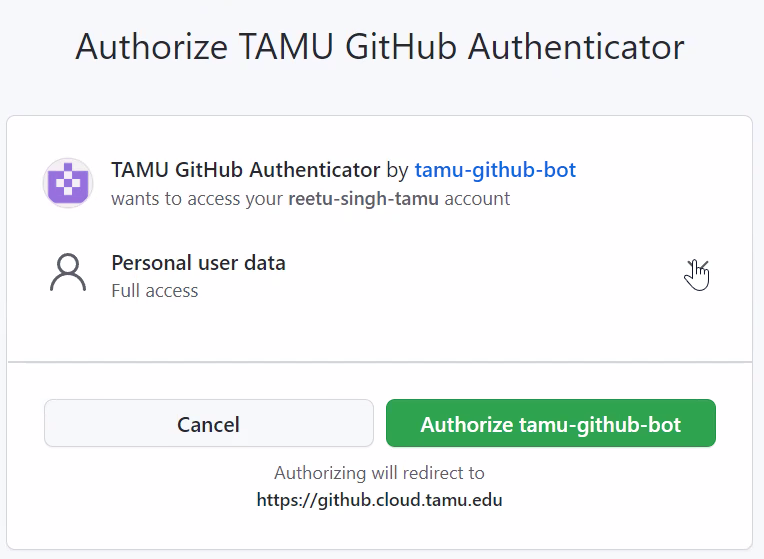 Authorize TAMU GitHub Authenticator
TAMU GitHub Authenticator by tamu-github-bot
wants to access your reetu-singh-tamu account
Personal user data
Full access
Cancel
Authorize tamu-github-bot
Authorizing will redirect to
https://github.cloud.tamu.edu